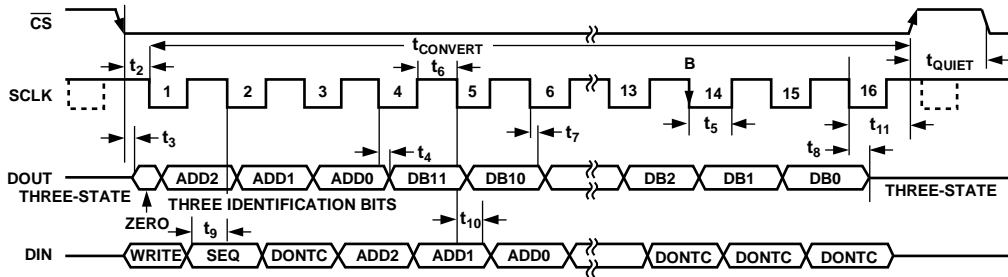 CS
tCONVERT
t2 t6 B tQUIET
SCLK 1 2 3 4 5 6 13 14 15 16
t3 t7 t5 t11
t4 t8
DOUT ADD2 ADD1 ADD0 DB11 DB10 DB2 DB1 DB0
THREE-STATE THREE IDENTIFICATION BITS THREE-STATE
ZERO t9 t10
DIN WRITE SEQ DONTC ADD2 ADD1 ADD0 DONTC DONTC DONTC